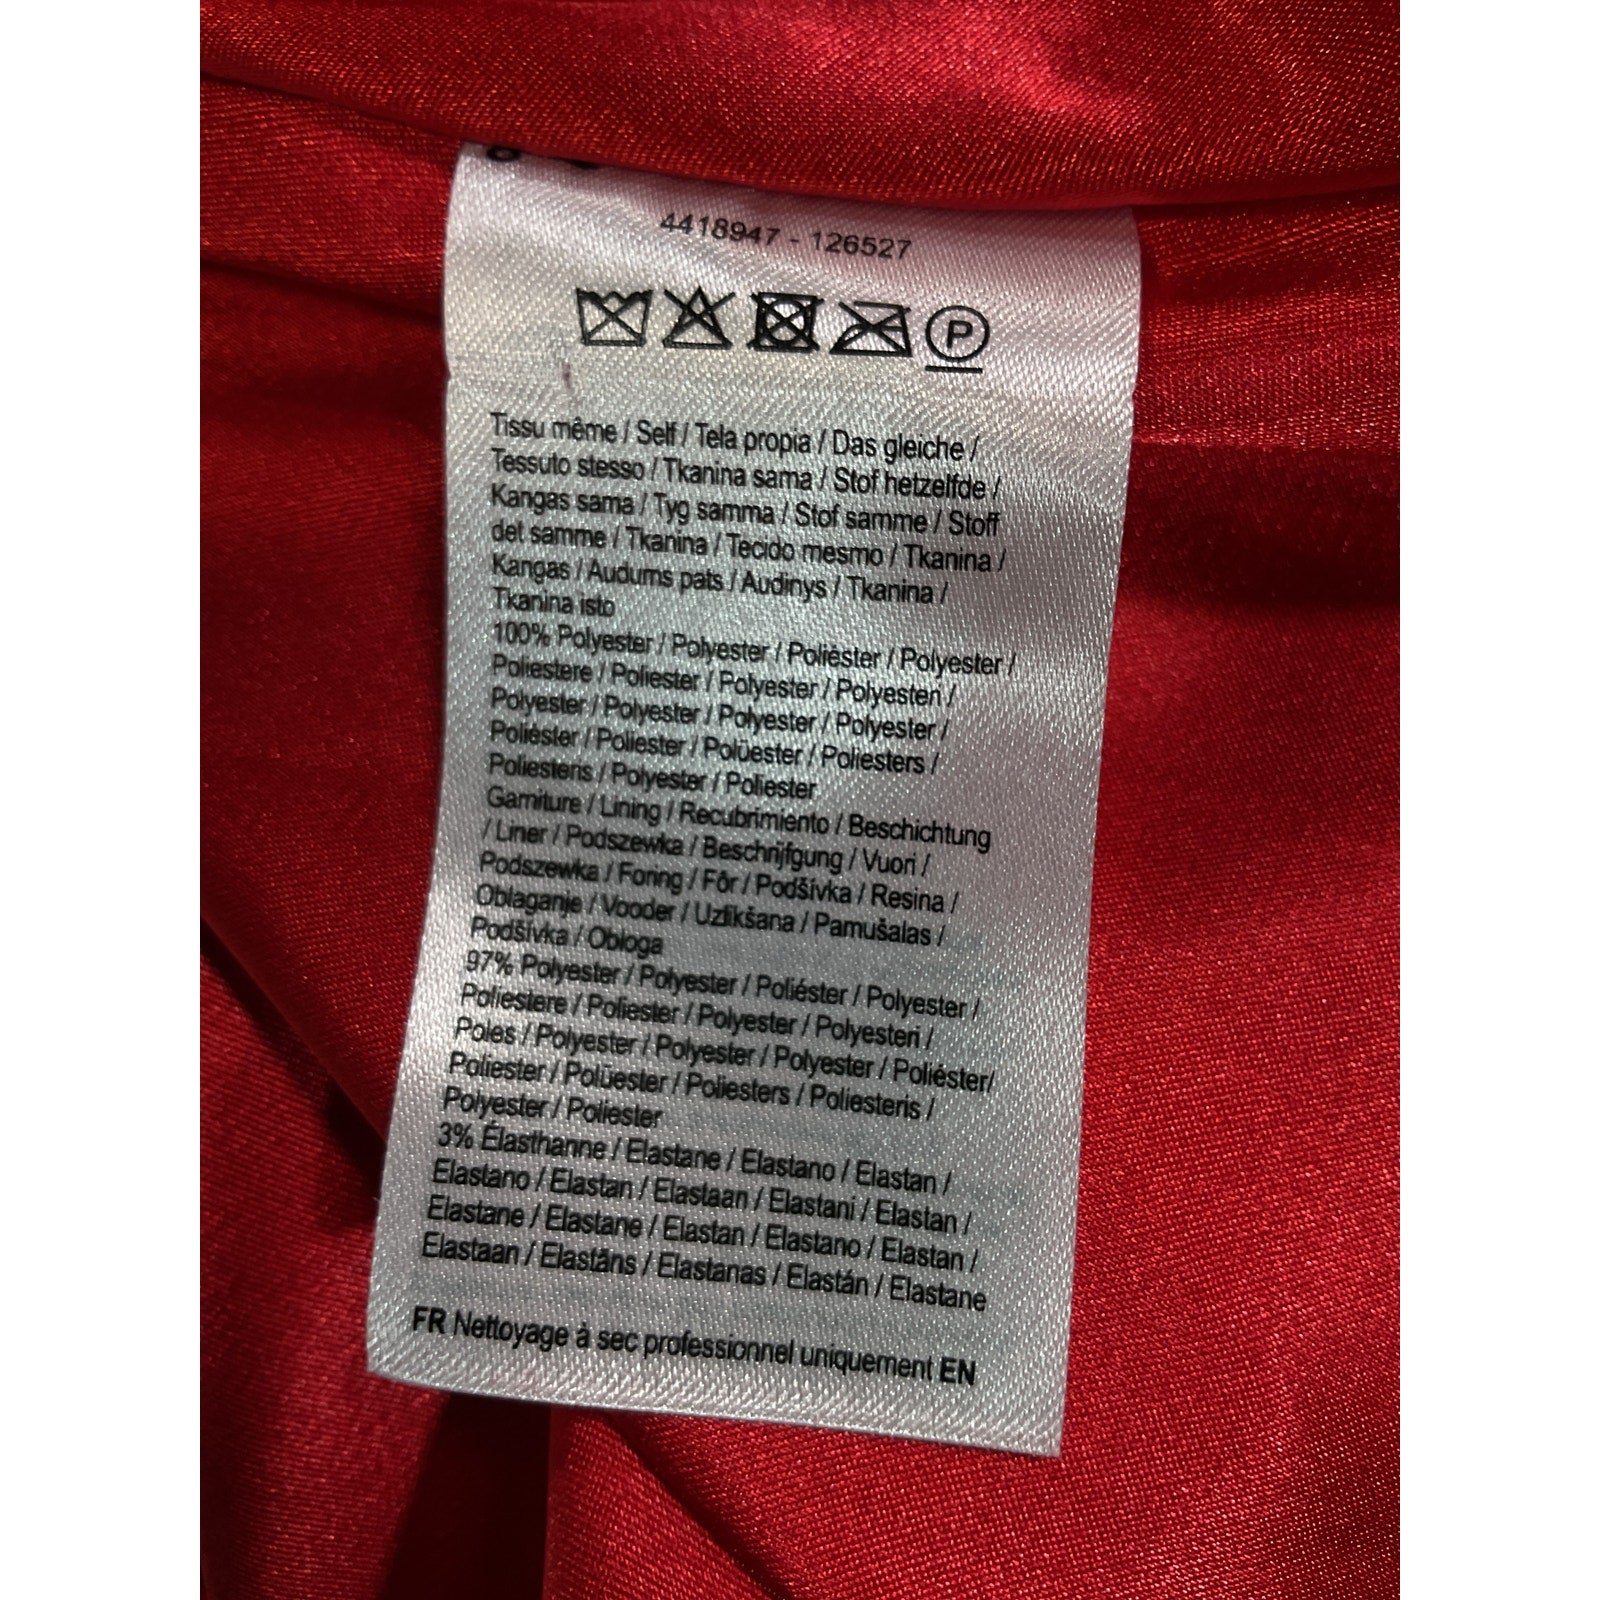 4418947 - 126527
P
Tissu même / Self / Tela propia / Das gleiche /
Tessuto stesso / Tkanina sama / Stof hetzelfde /
Kangas sama / Tyg samma / Stof samme / Stoff
det samme / Tkanina / Tecido mesmo / Tkanina /
Kangas / Audums pats / Audinys / Tkanina /
Tkanina isto
100% Polyester / Polyester / Poliéster / Polyester /
Poliestere / Poliester / Polyester / Polyesteri /
Polyester / Polyester / Polyester / Polyester /
Poliéster / Poliester / Polüester / Poliesters /
Poliesteris / Polyester / Poliester
Garniture / Lining / Recubrimiento / Beschichtung
/ Liner / Podszewka / Beschrijfgung / Vuori /
Podszewka / Foring / Fôr / Podšívka / Resina /
Oblaganje / Vooder / Uzlikšana / Pamušalas /
Podšívka / Obloga
97% Polyester / Polyester / Poliéster / Polyester /
Poliestere / Poliester / Polyester / Polyesteri /
Poles / Polyester / Polyester / Polyester / Poliéster/
Poliester / Polüester / Poliesters / Poliesteris /
Polyester / Poliester
3% Élasthanne / Elastane / Elastano / Elastan /
Elastano / Elastan / Elastaan / Elastani / Elastan /
Elastane / Elastane / Elastan / Elastano / Elastan /
Elastaan / Elastāns / Elastanas / Elastán / Elastane
FR Nettoyage à sec professionnel uniquement EN